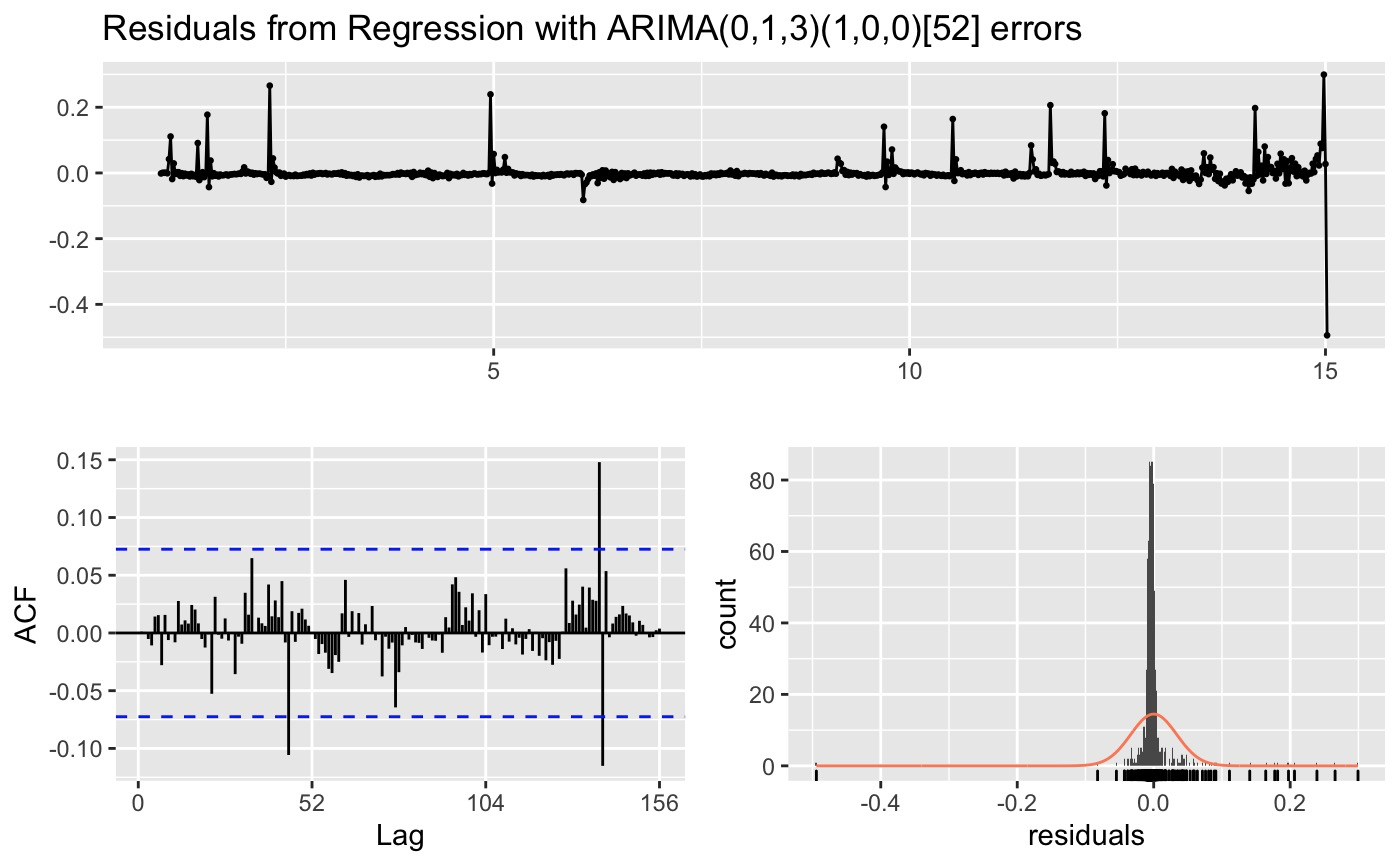 Residuals from Regression with ARIMA(0,1,3)(1,0,0)[52] errors
0.2
0.0
-0.2
-0.4
5 10 15
0.15
0.10
0.05
0.00
-0.05
-0.10
ACF
0 52 104 156
Lag
80
60
40
20
0
count
-0.4 -0.2 0.0 0.2
residuals